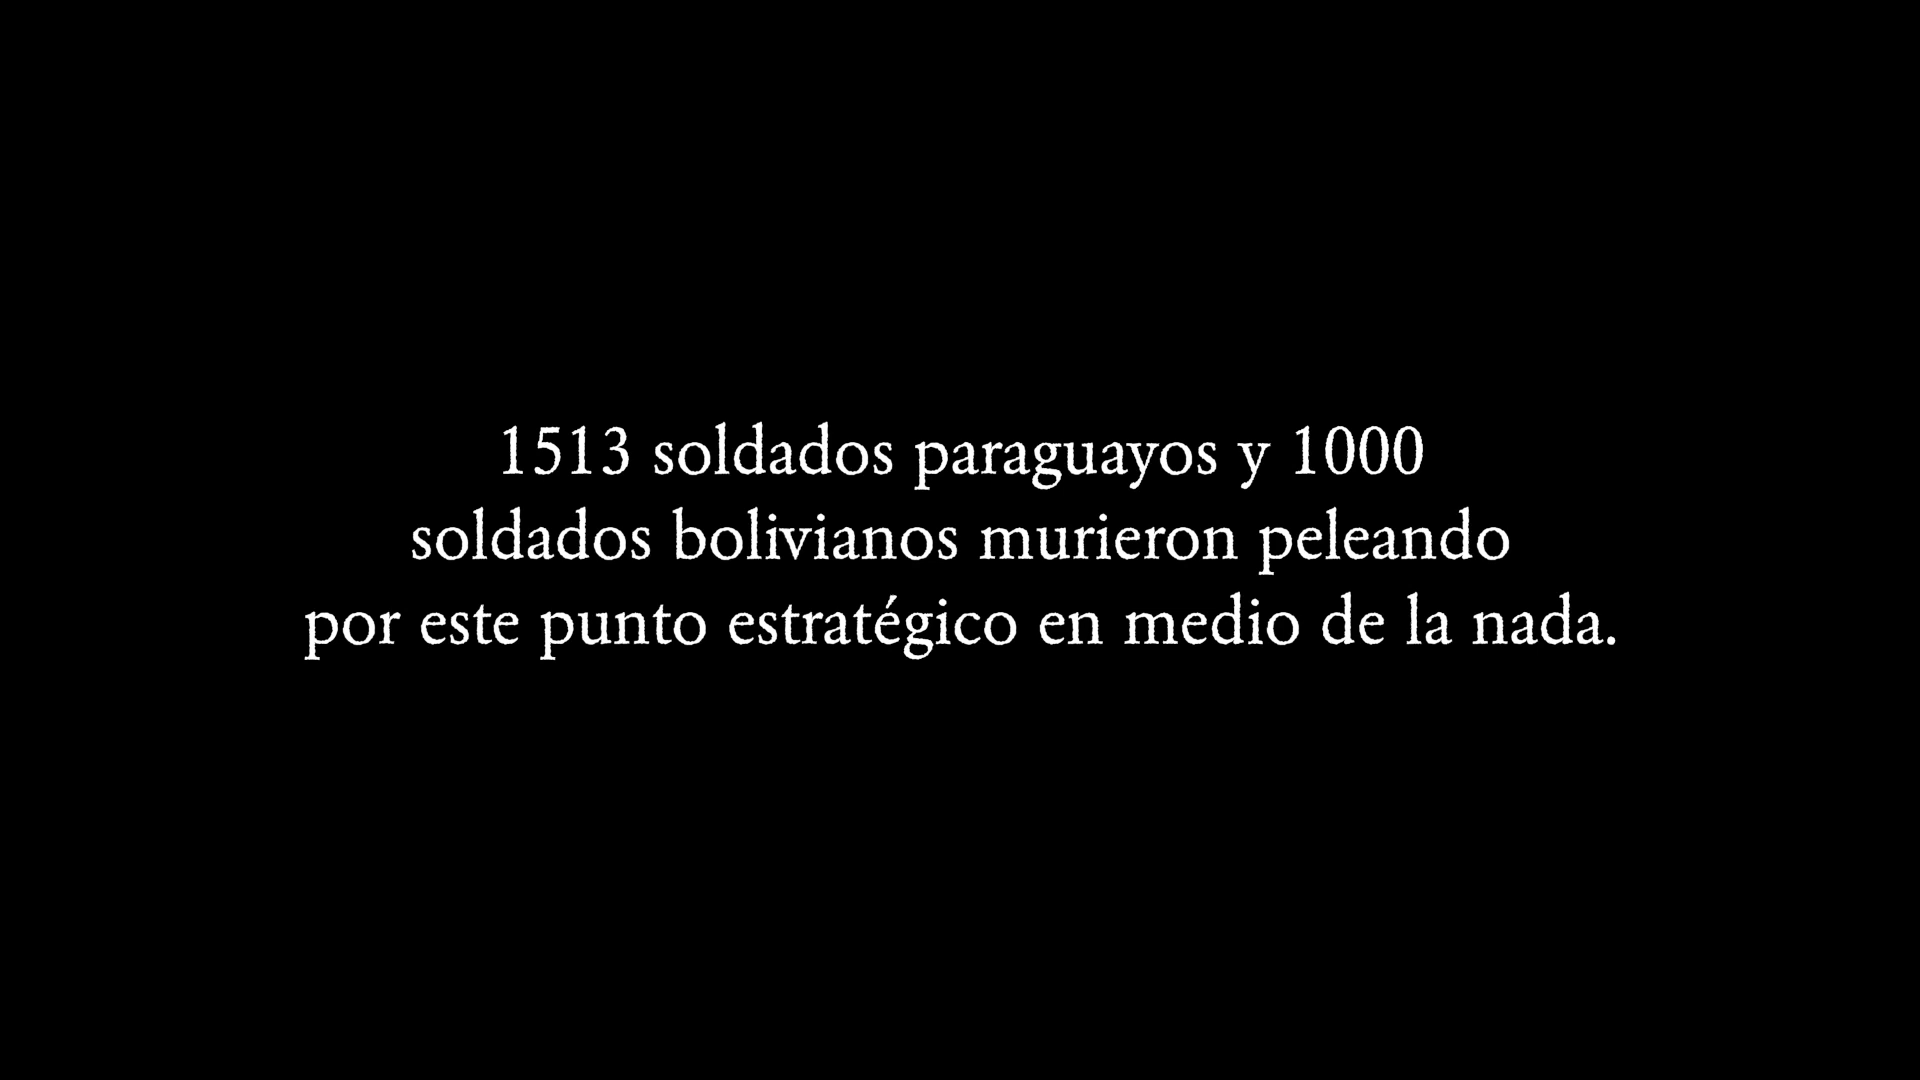 1513 soldados paraguayos y 1000
soldados bolivianos murieron peleando
por este punto estratégico en medio de la nada.